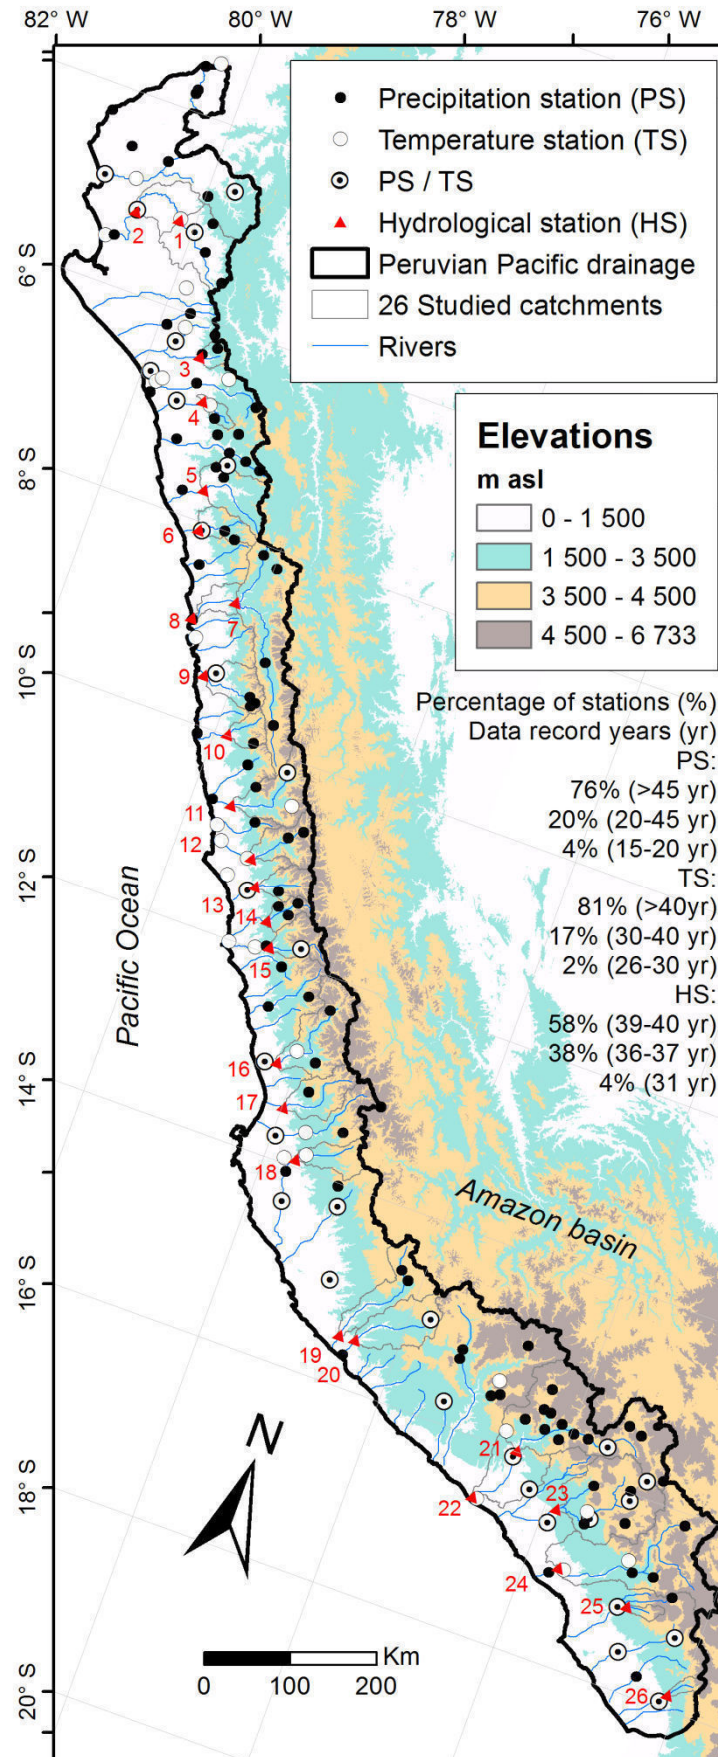 82° W 80° W 78° W 76° W
Precipitation station (PS)
Temperature station (TS)
PS / TS
Hydrological station (HS)
Peruvian Pacific drainage
26 Studied catchments
Rivers
Elevations
m asl
0 - 1 500
1 500 - 3 500
3 500 - 4 500
4 500 - 6 733
Percentage of stations (%)
Data record years (yr)
PS:
76% (>45 yr)
20% (20-45 yr)
4% (15-20 yr)
TS:
81% (>40yr)
17% (30-40 yr)
2% (26-30 yr)
HS:
58% (39-40 yr)
38% (36-37 yr)
4% (31 yr)
6° S
8° S
10° S
12° S
14° S
16° S
18° S
20° S
Pacific Ocean
Amazon basin
2
1
3
4
5
6
8
7
9
10
11
12
13
14
15
16
17
18
19
20
21
22
23
24
25
26
N
Km
0 100 200